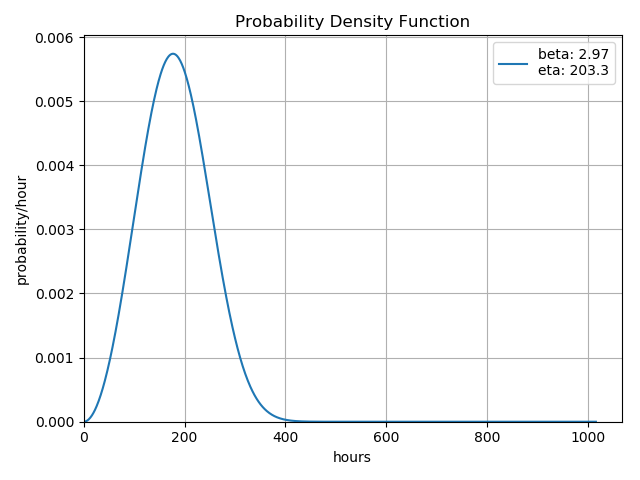 Probability Density Function
beta: 2.97
eta: 203.3
probability/hour
0.006
0.005
0.004
0.003
0.002
0.001
0.000
0 200 400 600 800 1000
hours